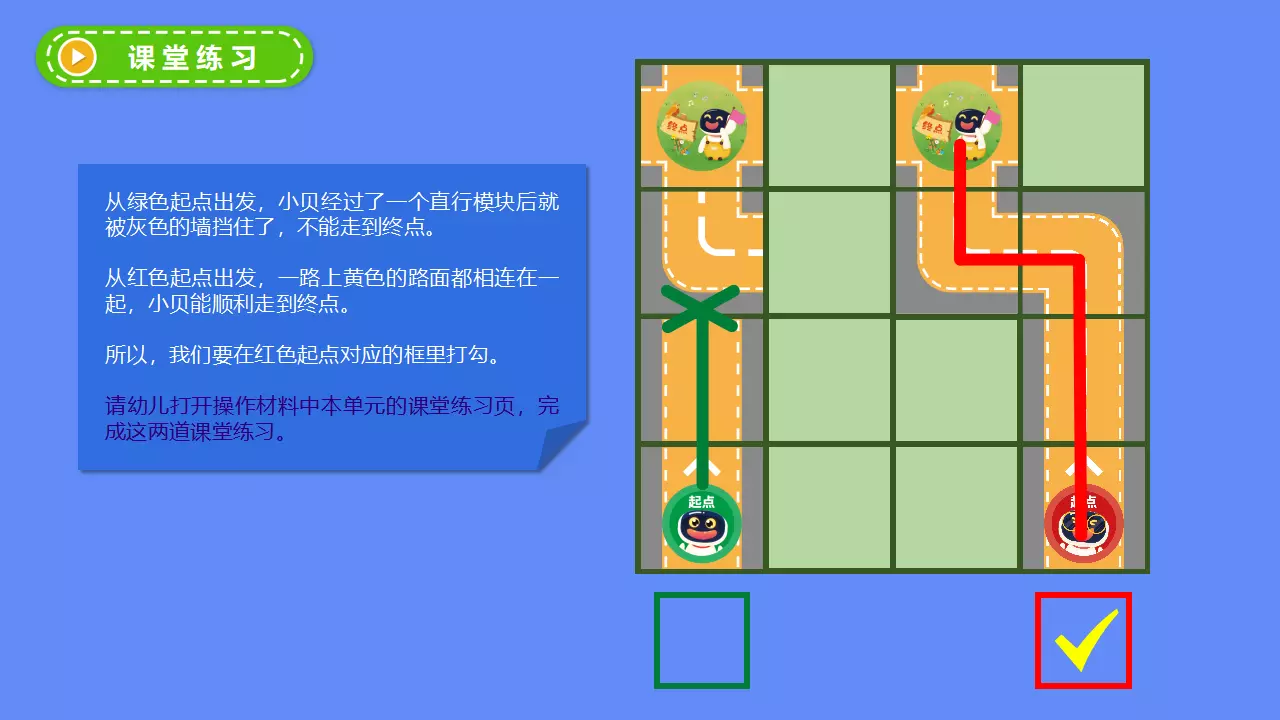 课堂练习
从绿色起点出发，小贝经过了一个直行模块后就
被灰色的墙挡住了，不能走到终点。
从红色起点出发，一路上黄色的路面都相连在一
起，小贝能顺利走到终点。
所以，我们要在红色起点对应的框里打勾。
请幼儿打开操作材料中本单元的课堂练习页，完
成这两道课堂练习。
终点
终点
起点
起点